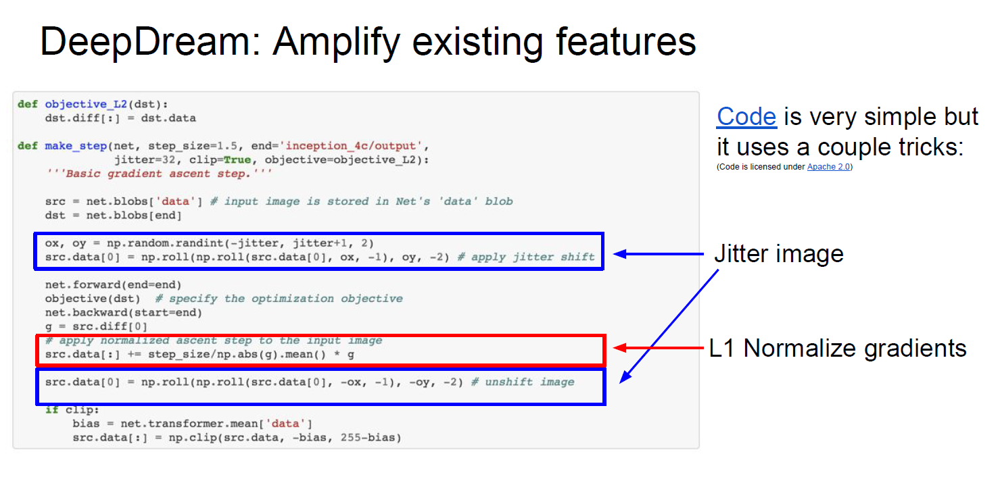 DeepDream: Amplify existing features
def objective_L2(dst):
    dst.diff[:] = dst.data
def make_step(net, step_size=1.5, end='inception_4c/output',
              jitter=32, clip=True, objective=objective_L2):
    '''Basic gradient ascent step.'''
    src = net.blobs['data'] # input image is stored in Net's 'data' blob
    dst = net.blobs[end]
    ox, oy = np.random.randint(-jitter, jitter+1, 2)
    src.data[0] = np.roll(np.roll(src.data[0], ox, -1), oy, -2) # apply jitter shift
    net.forward(end=end)
    objective(dst)  # specify the optimization objective
    net.backward(start=end)
    g = src.diff[0]
    # apply normalized ascent step to the input image
    src.data[:] += step_size/np.abs(g).mean() * g
    src.data[0] = np.roll(np.roll(src.data[0], -ox, -1), -oy, -2) # unshift image
    if clip:
        bias = net.transformer.mean['data']
        src.data[:] = np.clip(src.data, -bias, 255-bias)
Code is very simple but
it uses a couple tricks:
(Code is licensed under Apache 2.0)
Jitter image
L1 Normalize gradients